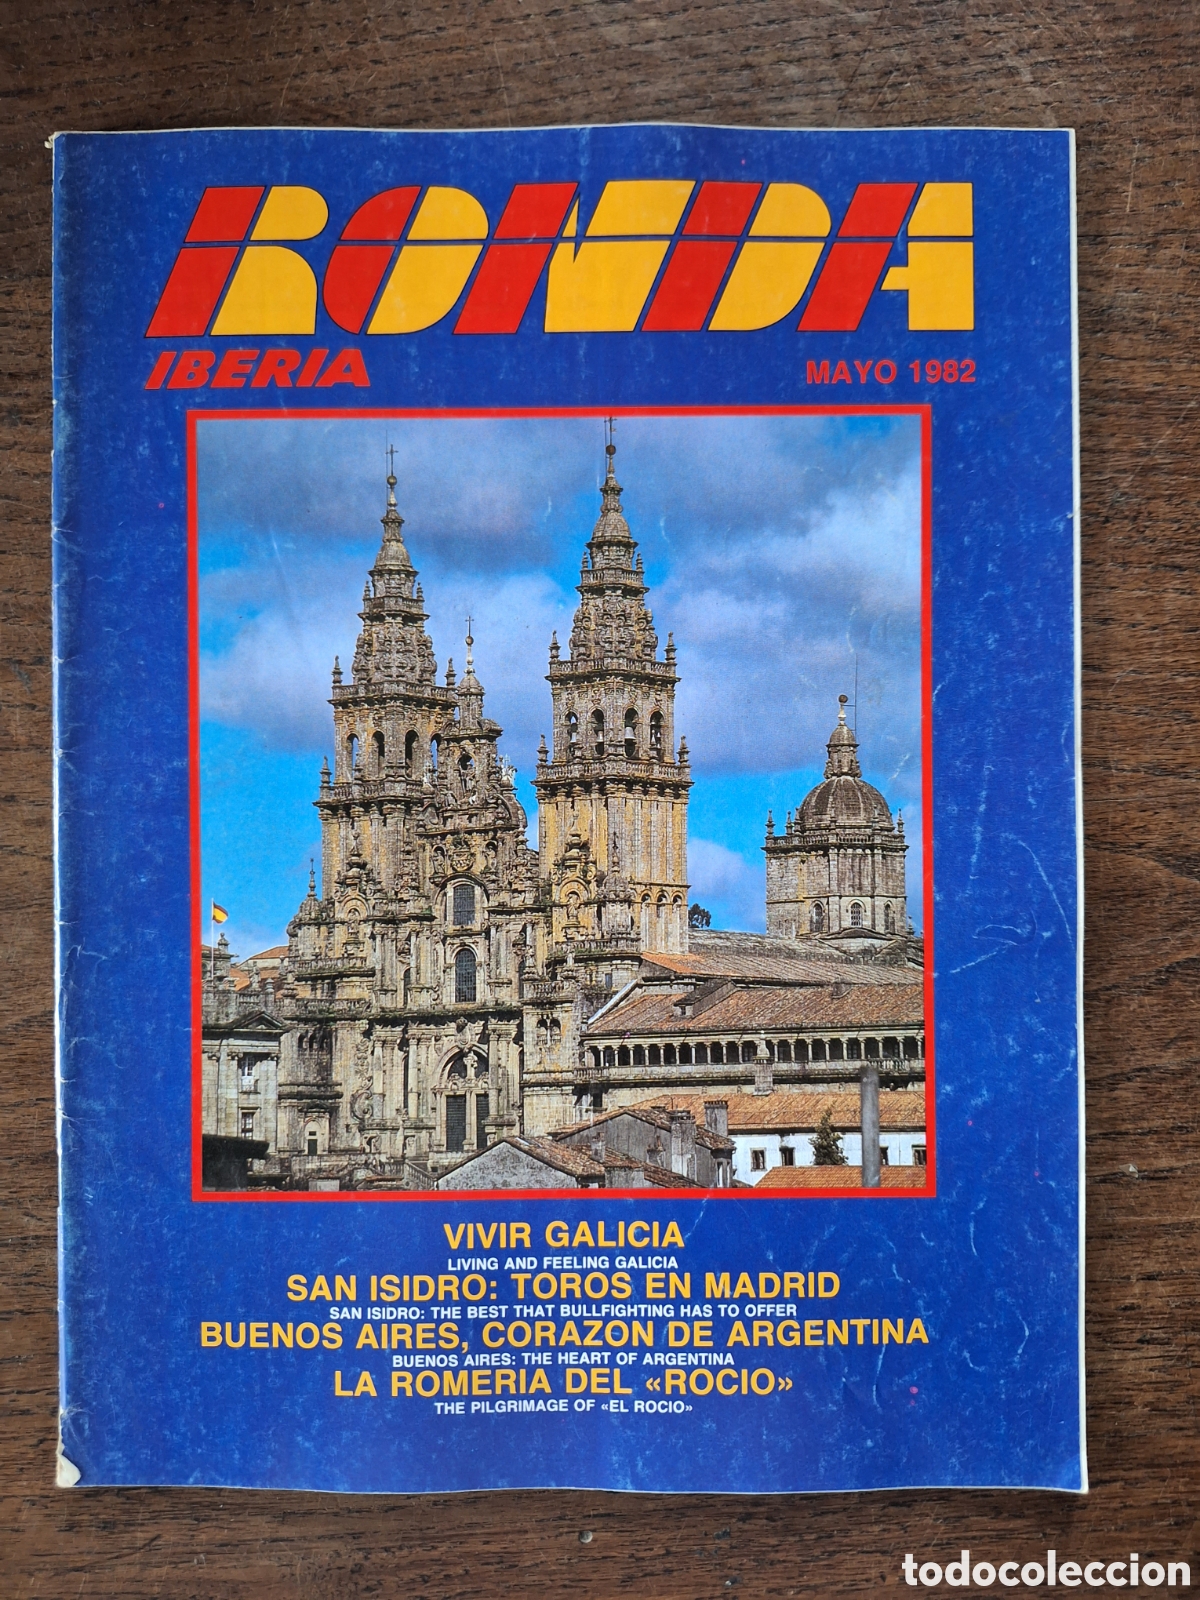 RONDA
IBERIA
MAYO 1982
VIVIR GALICIA
LIVING AND FEELING GALICIA
SAN ISIDRO: TOROS EN MADRID
SAN ISIDRO: THE BEST THAT BULLFIGHTING HAS TO OFFER
BUENOS AIRES, CORAZON DE ARGENTINA
BUENOS AIRES: THE HEART OF ARGENTINA
LA ROMERIA DEL «ROCIO»
THE PILGRIMAGE OF «EL ROCIO»
todocoleccion